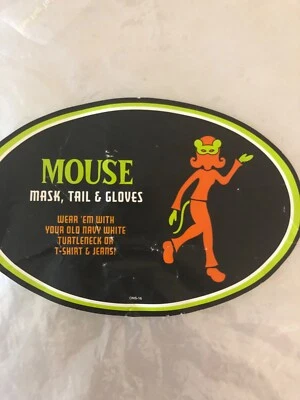 MOUSE
MASK, TAIL & GLOVES
WEAR 'EM WITH
YOUR OLD NAVY WHITE
TURTLENECK OR
T-SHIRT & JEANS!